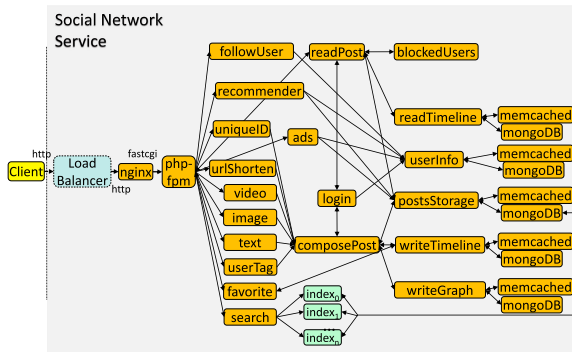 Social Network
Service
followUser
readPost
blockedUsers
recommender
uniqueID
ads
readTimeline
memcached
mongoDB
http
fastcgi
Client
Load
Balancer
http
nginx
php-
fpm
urlShorten
userInfo
memcached
mongoDB
video
login
postsStorage
memcached
mongoDB
image
text
composePost
writeTimeline
memcached
mongoDB
userTag
favorite
writeGraph
memcached
mongoDB
search
index0
index1
...
indexn